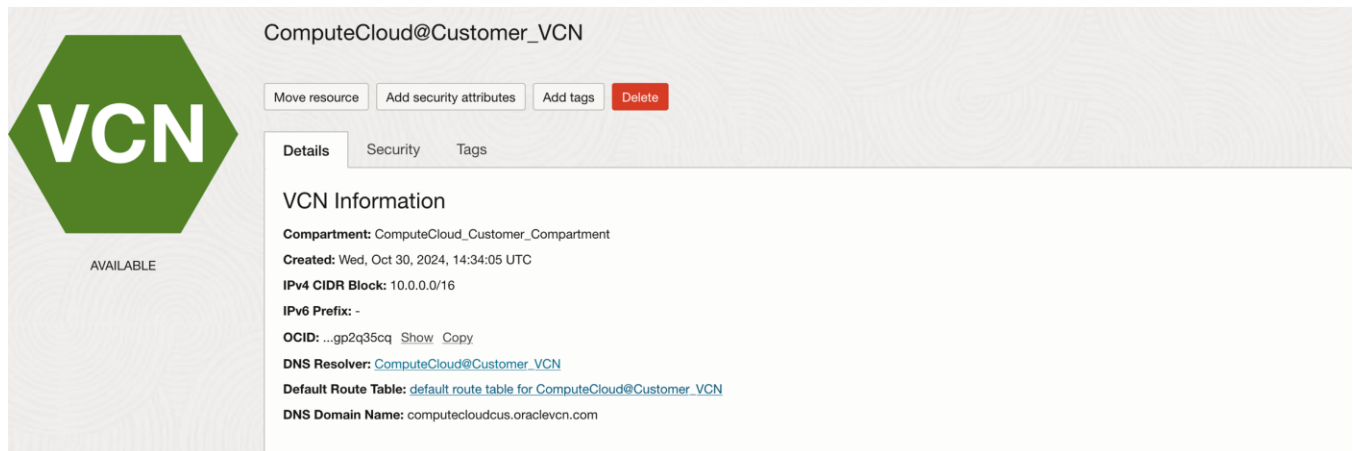 ComputeCloud@Customer_VCN
Move resource Add security attributes Add tags Delete
VCN
Details Security Tags
VCN Information
Compartment: ComputeCloud_Customer_Compartment
AVAILABLE
Created: Wed, Oct 30, 2024, 14:34:05 UTC
IPv4 CIDR Block: 10.0.0.0/16
IPv6 Prefix: -
OCID: ...gp2q35cq Show Copy
DNS Resolver: ComputeCloud@Customer_VCN
Default Route Table: default route table for ComputeCloud@Customer_VCN
DNS Domain Name: computecloudcus.oraclevcn.com